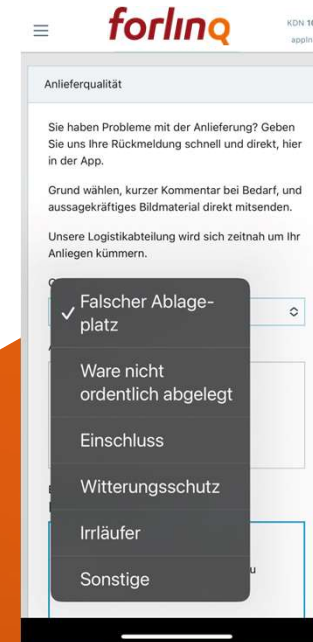 forlinq
KDN 16
appIn
Anlieferqualität
Sie haben Probleme mit der Anlieferung? Geben
Sie uns Ihre Rückmeldung schnell und direkt, hier
in der App.
Grund wählen, kurzer Kommentar bei Bedarf, und
aussagekräftiges Bildmaterial direkt mitsenden.
Unsere Logistikabteilung wird sich zeitnah um Ihr
Anliegen kümmern.
Falscher Ablage-
platz
Ware nicht
ordentlich abgelegt
Einschluss
Witterungsschutz
Irrläufer
Sonstige